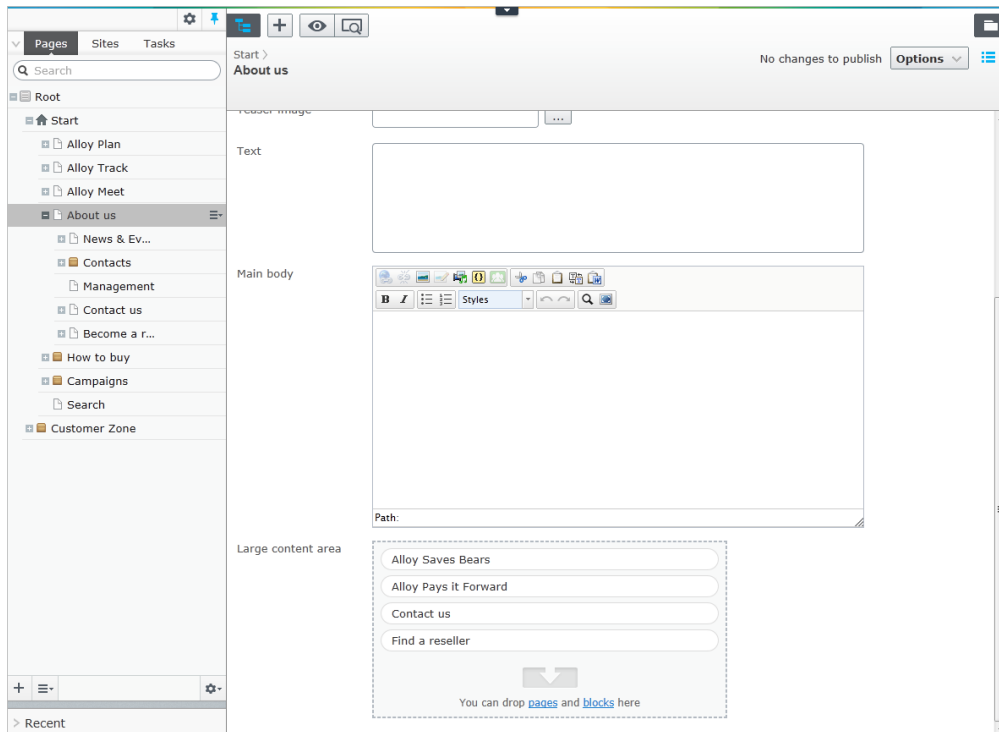 Pages Sites Tasks
Search
Root
Start
Alloy Plan
Alloy Track
Alloy Meet
About us
News & Ev...
Contacts
Management
Contact us
Become a r...
How to buy
Campaigns
Search
Customer Zone
Recent
Start
About us
No changes to publish
Options
Teaser image
...
Text
Main body
B I Styles
Path:
Large content area
Alloy Saves Bears
Alloy Pays it Forward
Contact us
Find a reseller
You can drop pages and blocks here